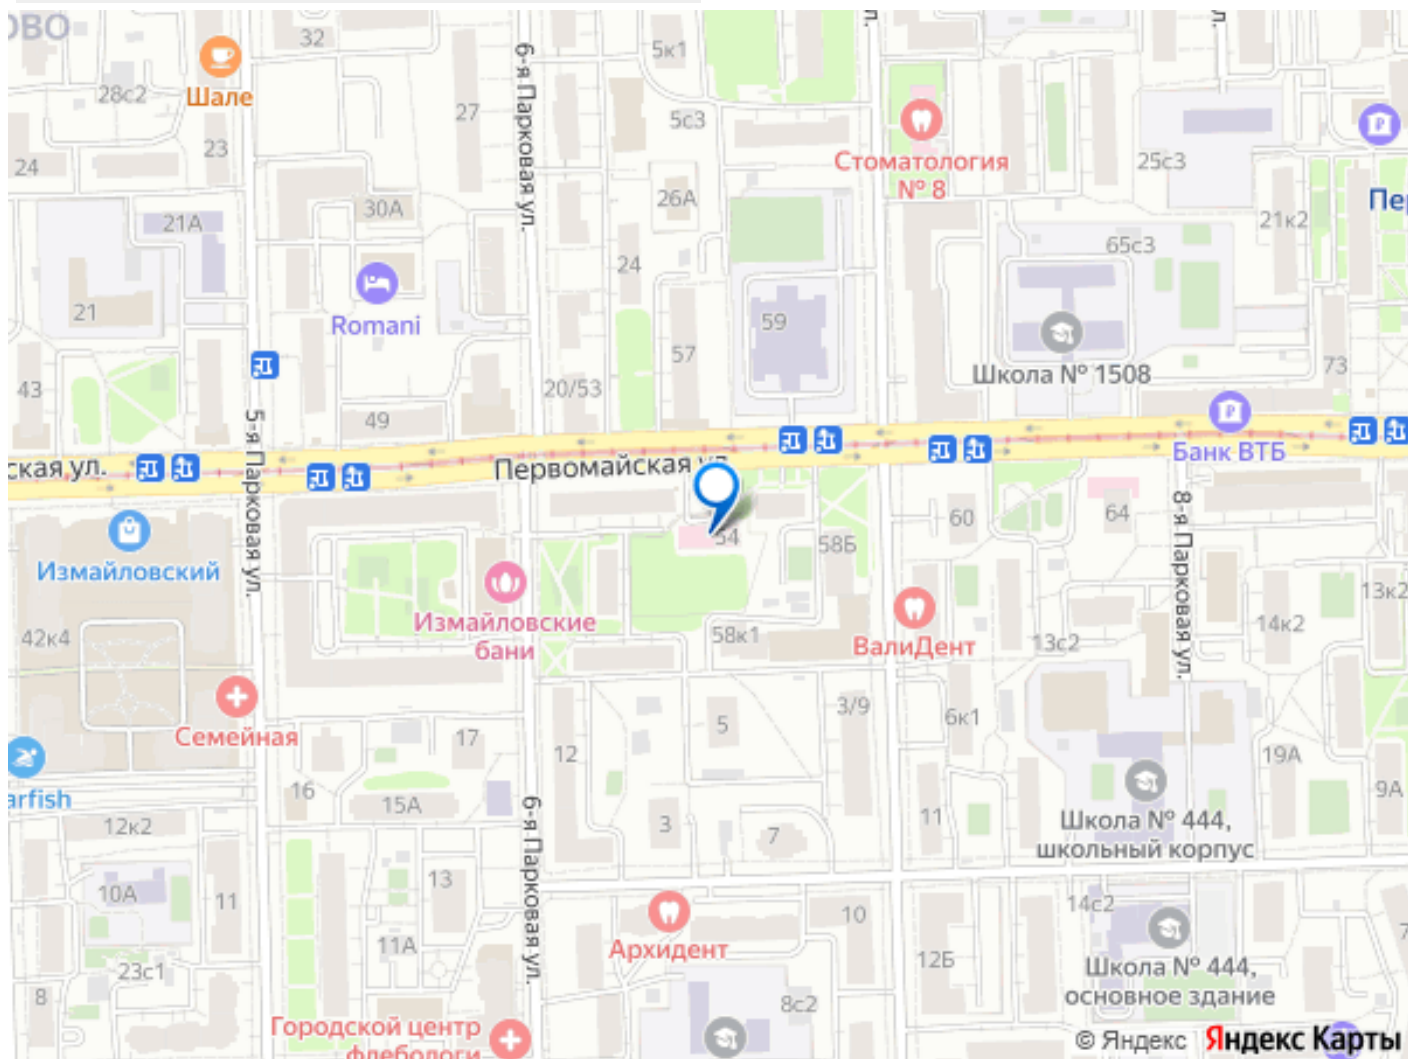 ОВО
32
Шале
28с2
23
24
27
6-я Парковая ул.
5к1
5с3
ул.
Стоматология
№ 8
ул.
25с3
Пер
21А
30А
26А
21к2
65с3
24
21
Romani
59
57
Школа № 1508
73
43
20/53
49
5-я Парковая ул.
Банк ВТБ
ская ул.
Первомайская ул.
54
60
64
58Б
8-я Парковая ул.
Измайловский
Измайловские
бани
58к1
ВалиДент
13с2
14к2
13к2
42к4
Семейная
17
12
5
3/9
6к1
19А
arfish
16
15А
9А
12к2
3
7
11
Школа № 444,
школьный корпус
6-я Парковая ул.
10А
11
13
14с2
10
Архидент
11А
12Б
23с1
Школа № 444,
основное здание
8
8с2
7
Городской центр
флебологи
© Яндекс Яндекс Карты